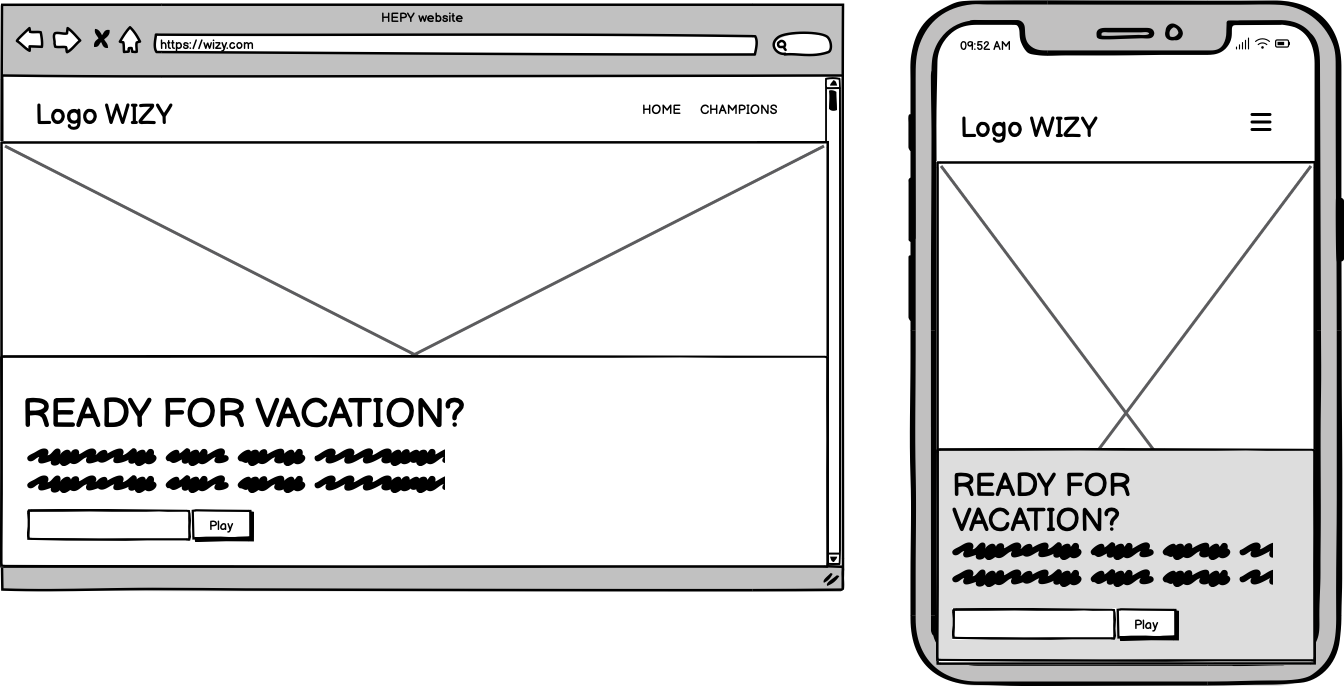 HEPY website
https://wizy.com
Logo WIZY
HOME CHAMPIONS
READY FOR VACATION?
Play
09:52 AM
Logo WIZY
READY FOR
VACATION?
Play